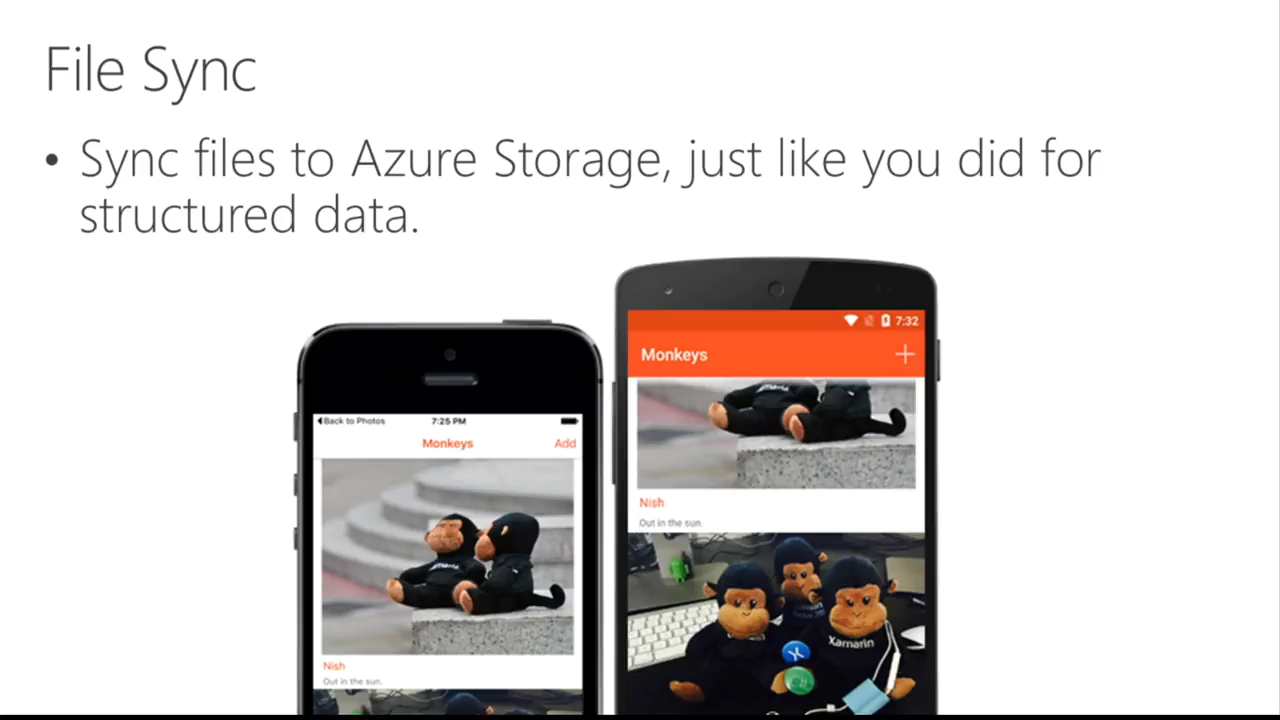 File Sync
• Sync files to Azure Storage, just like you did for
structured data.
Back to Photos 7:25 PM
Monkeys Add
Nish
Out in the sun.
7:32
Monkeys
Nish
Out in the sun.
Xamarin